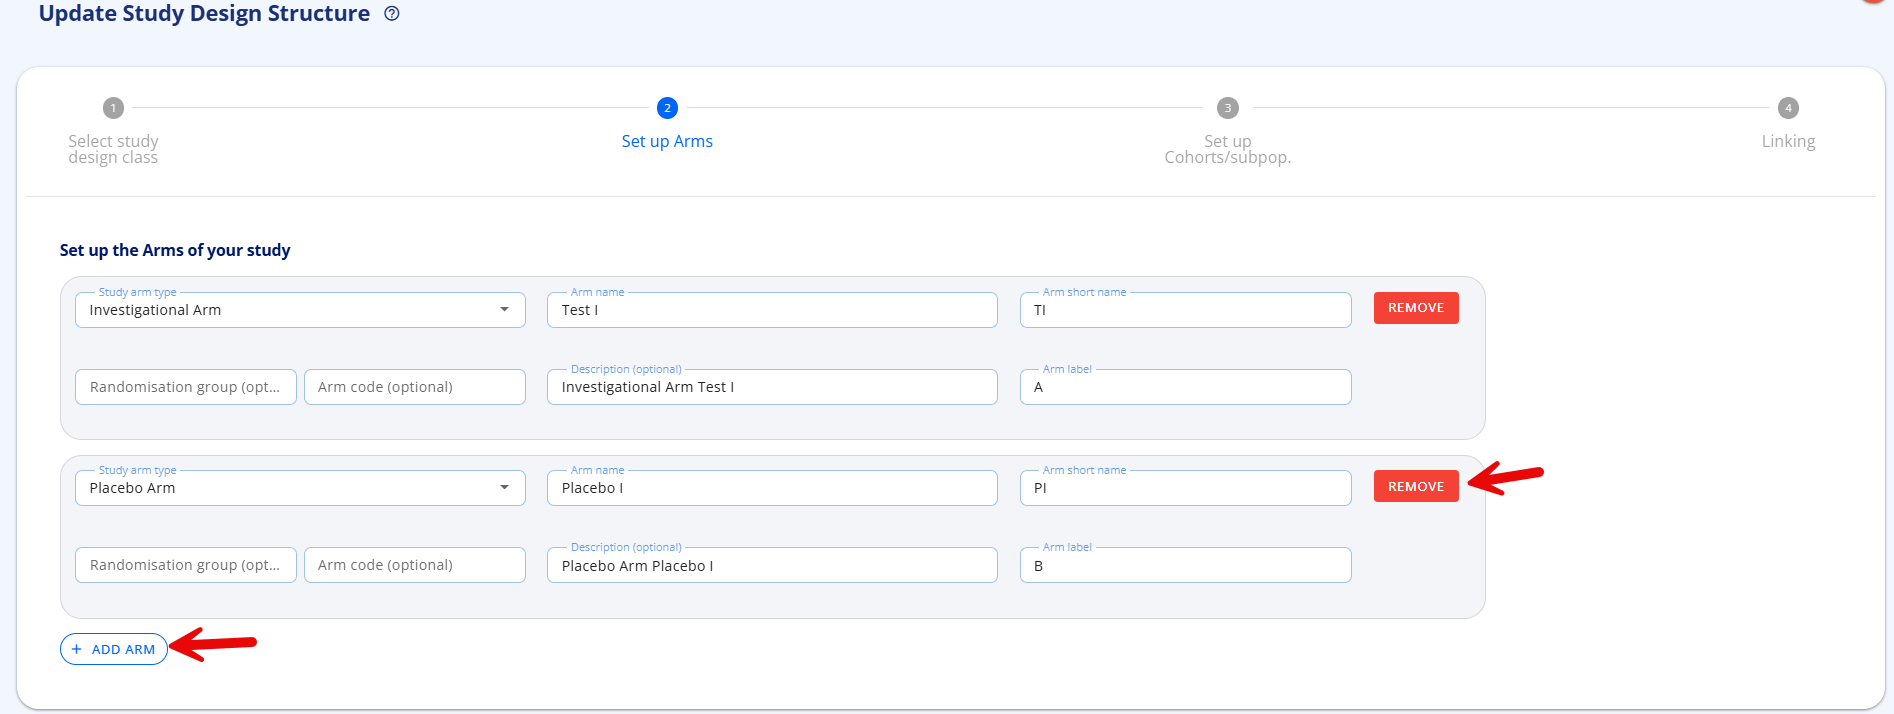 Update Study Design Structure ?
1
Select study
design class
2
Set up Arms
3
Set up
Cohorts/subpop.
4
Linking
Set up the Arms of your study
Study arm type
Investigational Arm
Arm name
Test I
Arm short name
TI
REMOVE
Randomisation group (opt...
Arm code (optional)
Description (optional)
Investigational Arm Test I
Arm label
A
Study arm type
Placebo Arm
Arm name
Placebo I
Arm short name
PI
REMOVE
Randomisation group (opt...
Arm code (optional)
Description (optional)
Placebo Arm Placebo I
Arm label
B
+ ADD ARM